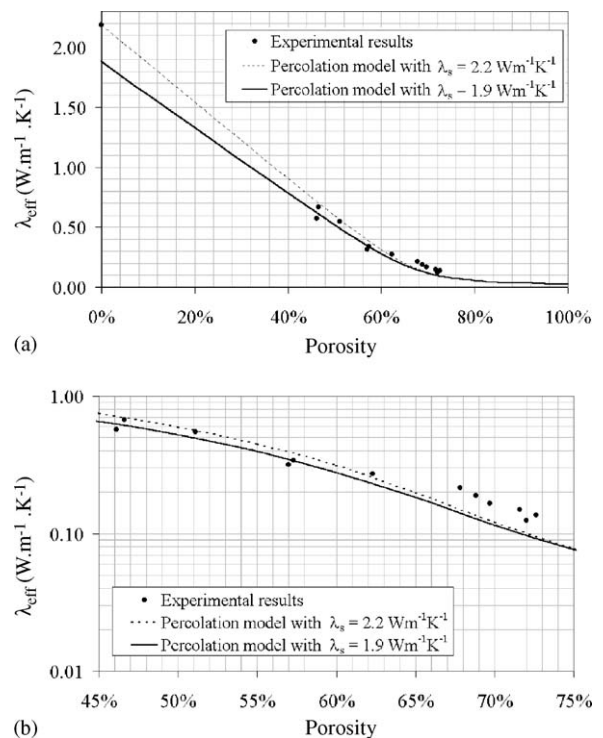 2.00
1.50
1.00
0.50
0.00
λeff (W.m⁻¹ .K⁻¹)
Experimental results
Percolation model with λs = 2.2 Wm⁻¹K⁻¹
Percolation model with λs – 1.9 Wm⁻¹K⁻¹
0% 20% 40% 60% 80% 100%
(a) Porosity
1.00
0.10
0.01
λeff (W.m⁻¹ .K⁻¹)
Experimental results
Percolation model with λs = 2.2 Wm⁻¹K⁻¹
Percolation model with λs = 1.9 Wm⁻¹K⁻¹
45% 50% 55% 60% 65% 70% 75%
(b) Porosity